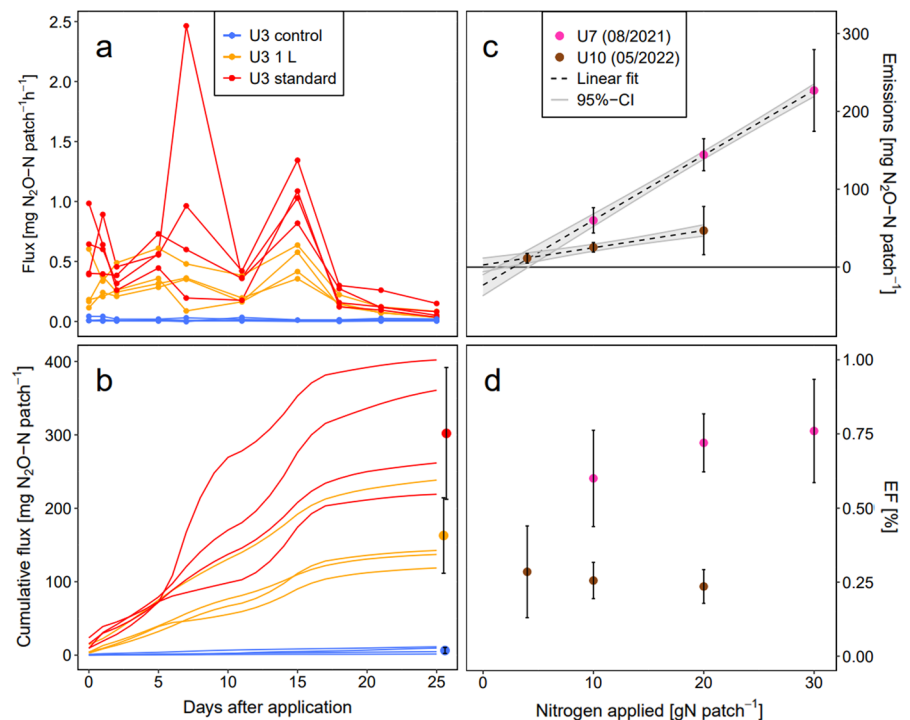 a
U3 control
U3 1 L
U3 standard
Flux [mg N₂O−N patch⁻¹h⁻¹]
2.5
2.0
1.5
1.0
0.5
0.0
c
U7 (08/2021)
U10 (05/2022)
Linear fit
95%−CI
300
200
100
0
Emissions [mg N₂O−N patch⁻¹]
b
Cumulative flux [mg N₂O−N patch⁻¹]
400
300
200
100
0
0 5 10 15 20 25
Days after application
d
1.00
0.75
0.50
0.25
0.00
EF [%]
0 10 20 30
Nitrogen applied [gN patch⁻¹]